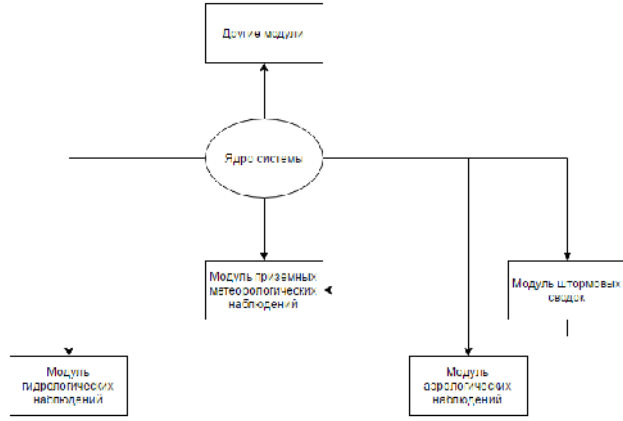 Другие модули
Ядро системы
Модуль приземных
метеорологических
наблюдений
Модуль штормовых
сводок
Модуль
гидрологических
наблюдений
Модуль
аэрологических
наблюдений